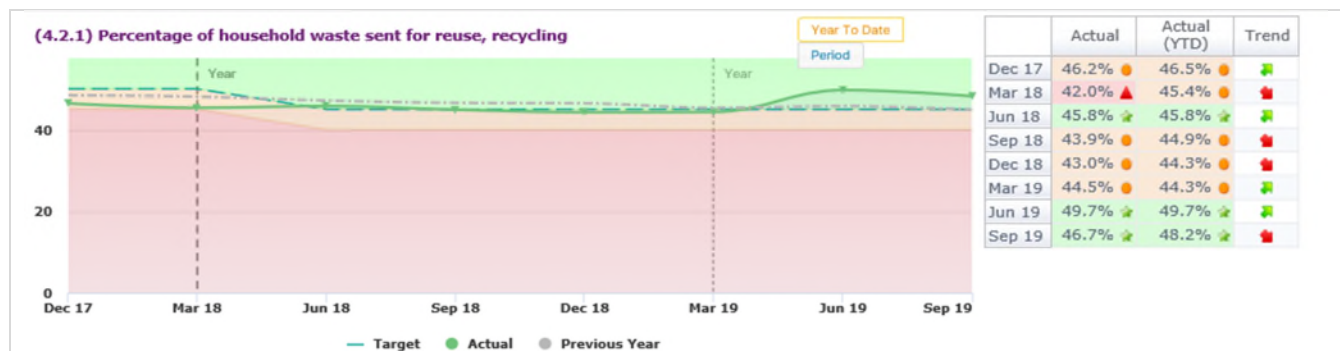 (4.2.1) Percentage of household waste sent for reuse, recycling
Year To Date
Period
Year
Year
40
20
0
Dec 17 Mar 18 Jun 18 Sep 18 Dec 18 Mar 19 Jun 19 Sep 19
Target Actual Previous Year
Actual Actual (YTD) Trend
Dec 17 46.2% 46.5%
Mar 18 42.0% 45.4%
Jun 18 45.8% 45.8%
Sep 18 43.9% 44.9%
Dec 18 43.0% 44.3%
Mar 19 44.5% 44.3%
Jun 19 49.7% 49.7%
Sep 19 46.7% 48.2%